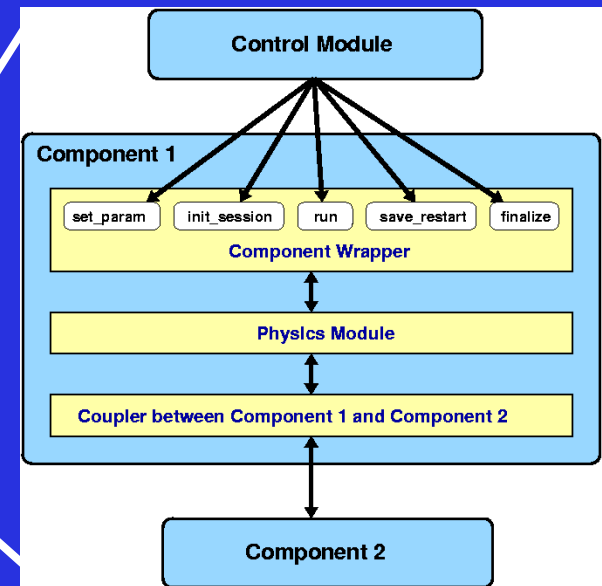 Control Module
Component 1
set_param init_session run save_restart finalize
Component Wrapper
Physics Module
Coupler between Component 1 and Component 2
Component 2